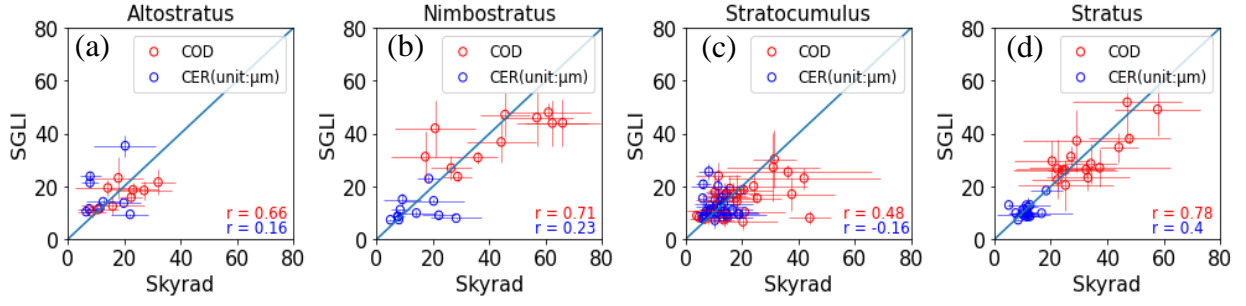 Altostratus
(a)
COD
CER(unit:μm)
r = 0.66
r = 0.16
80
60
40
20
0
SGLI
0 20 40 60 80
Skyrad
Nimbostratus
(b)
COD
CER(unit:μm)
r = 0.71
r = 0.23
80
60
40
20
0
SGLI
0 20 40 60 80
Skyrad
Stratocumulus
(c)
COD
CER(unit:μm)
r = 0.48
r = -0.16
80
60
40
20
0
SGLI
0 20 40 60 80
Skyrad
Stratus
(d)
COD
CER(unit:μm)
r = 0.78
r = 0.4
80
60
40
20
0
SGLI
0 20 40 60 80
Skyrad